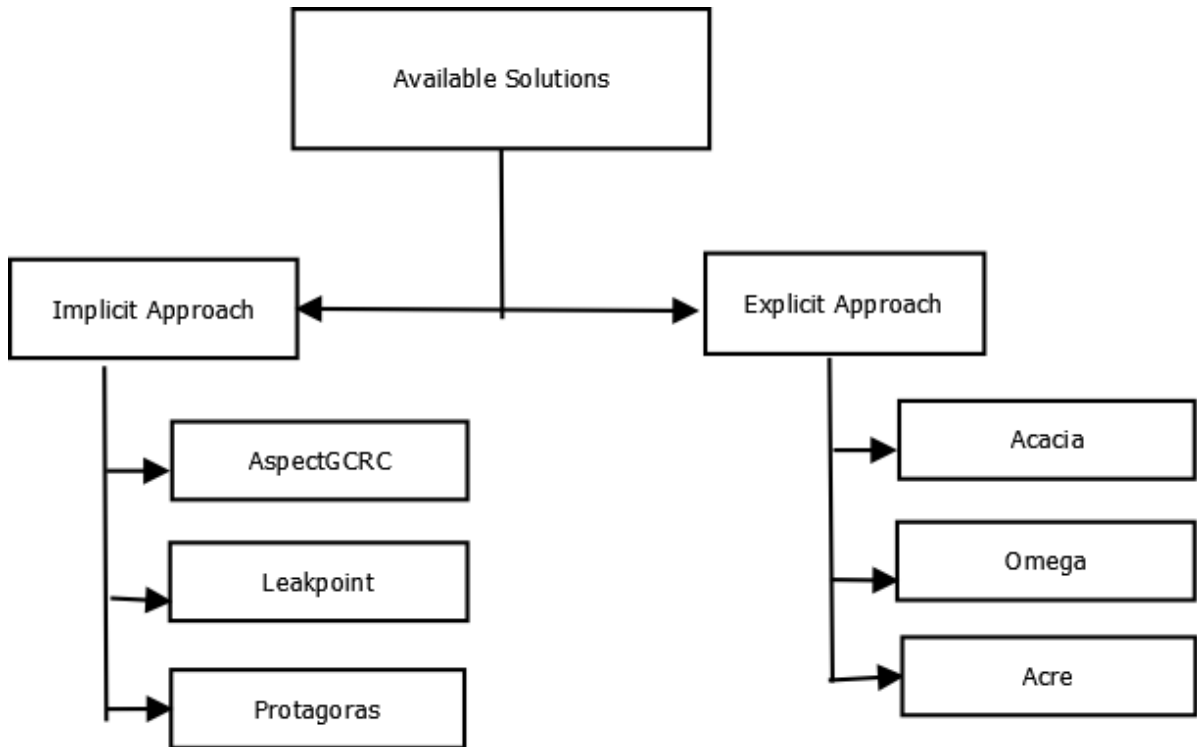 Available Solutions
Implicit Approach
Explicit Approach
AspectGCRC
Leakpoint
Protagoras
Acacia
Omega
Acre